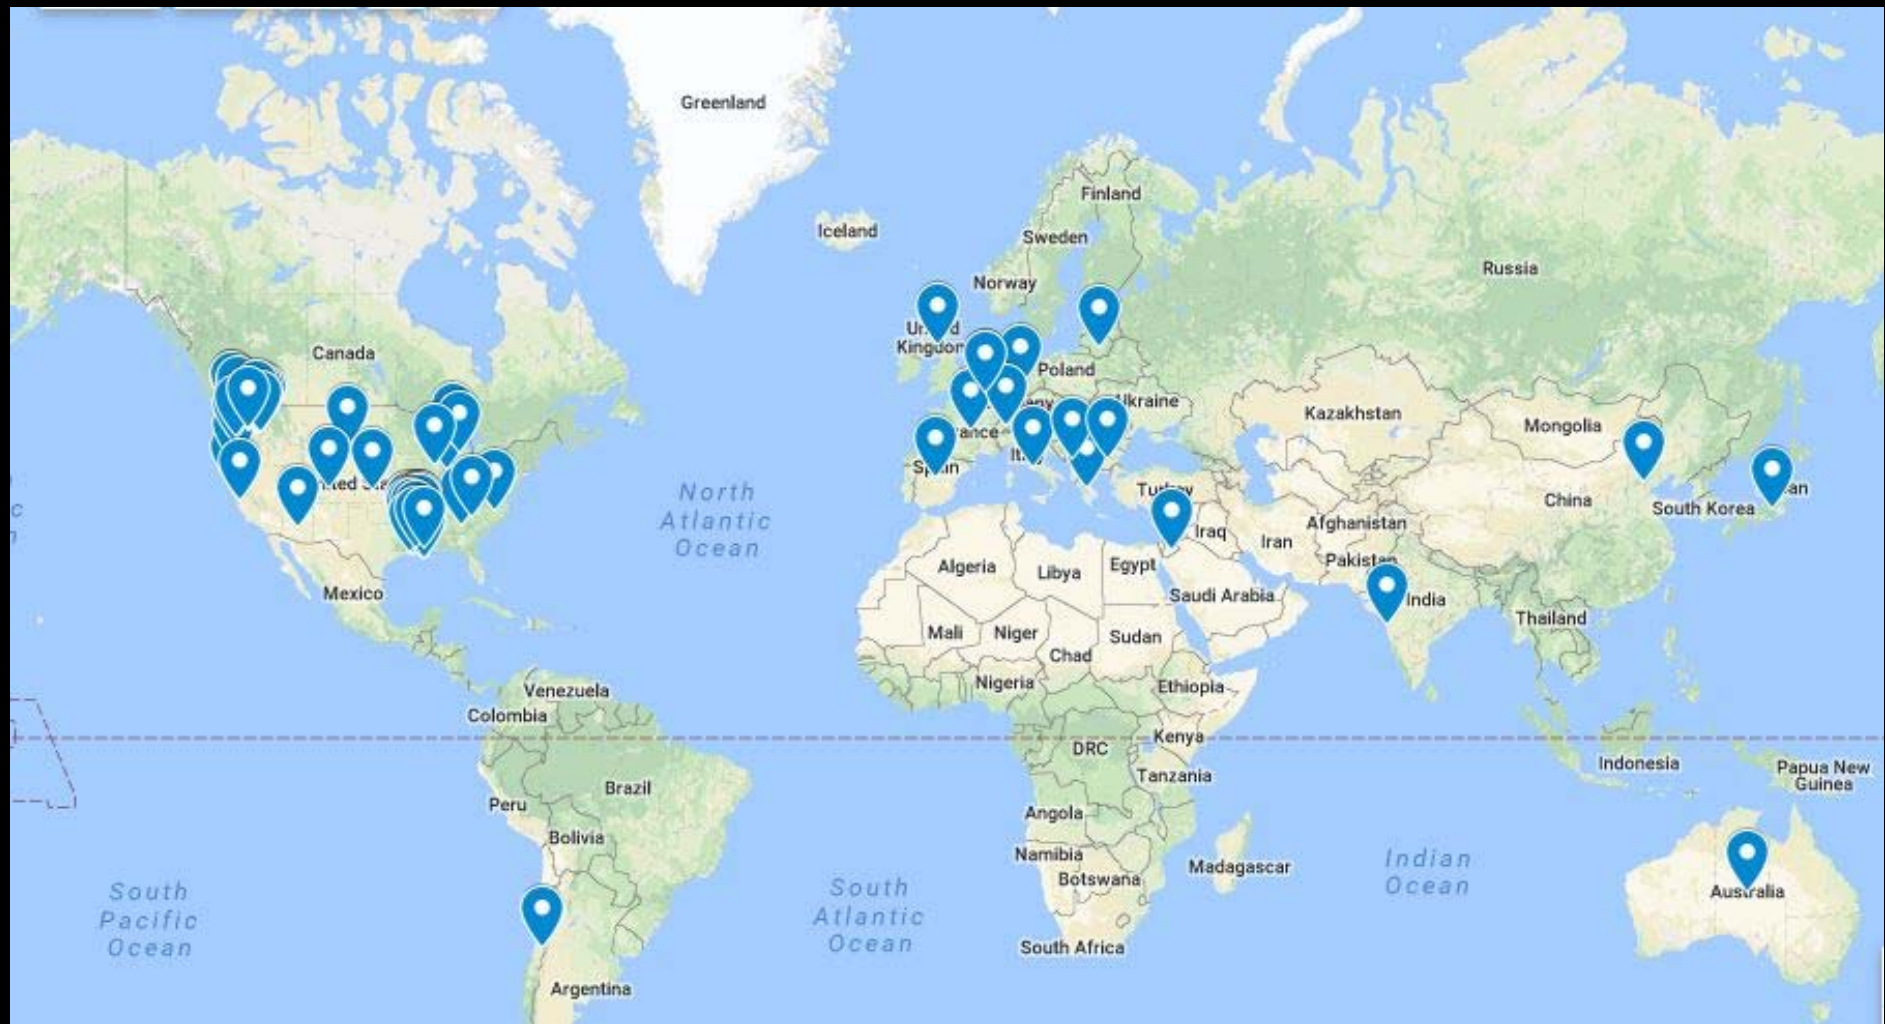 Greenland
Finland
Iceland
Sweden
Russia
Norway
Canada
Poland
Ukraine
Kazakhstan
Mongolia
North
Atlantic
Ocean
China
South Korea
Afghanistan
Iraq
Iran
Pakistan
Algeria
Libya
Egypt
Saudi Arabia
India
Mexico
Mali
Niger
Chad
Sudan
Thailand
Nigeria
Ethiopia
Venezuela
Colombia
DRC
Kenya
Tanzania
Indonesia
Papua New
Guinea
Peru
Brazil
Bolivia
Angola
Namibia
Botswana
Madagascar
South Africa
Indian
Ocean
South
Pacific
Ocean
South
Atlantic
Ocean
Australia
Argentina